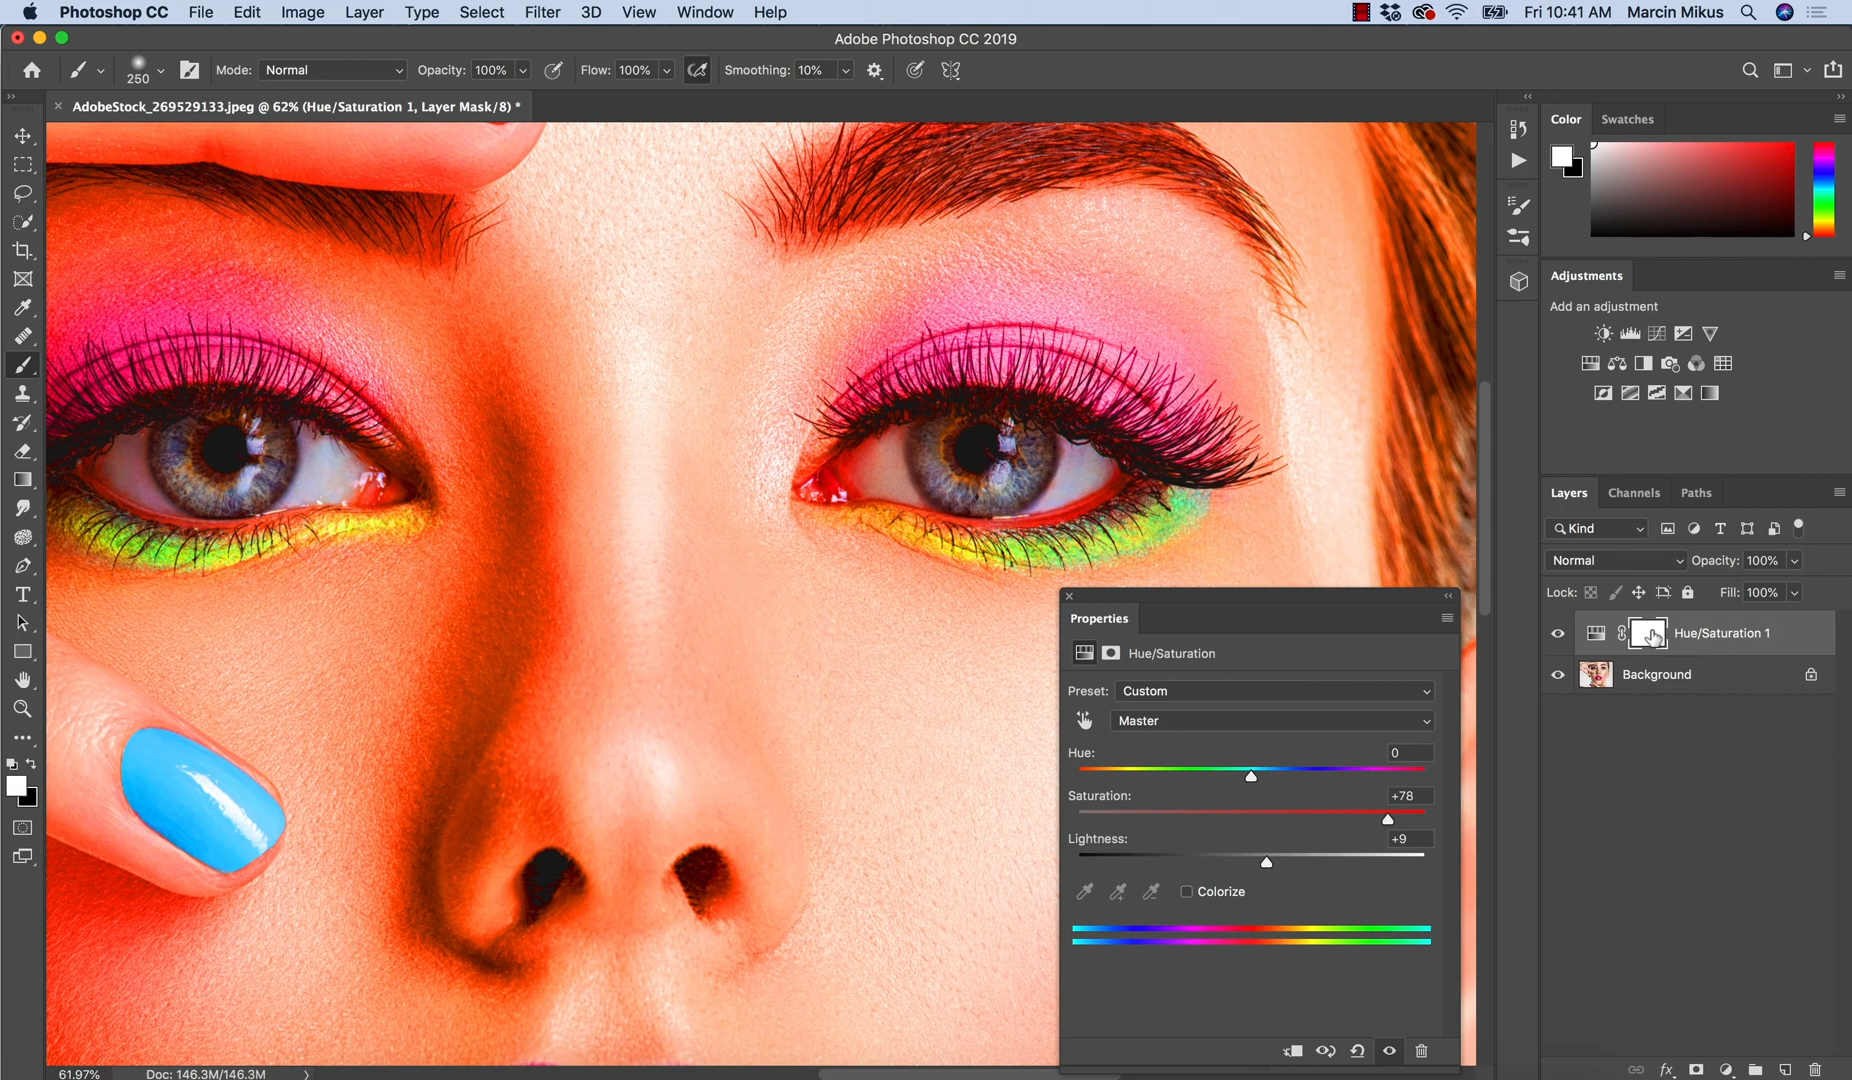 Photoshop CC File Edit Image Layer Type Select Filter 3D View Window Help Fri 10:41 AM Marcin Mikus
Adobe Photoshop CC 2019
250 Mode: Normal Opacity: 100% Flow: 100% Smoothing: 10%
AdobeStock_269529133.jpeg @ 62% (Hue/Saturation 1, Layer Mask/8) *
Color Swatches
Adjustments
Add an adjustment
Layers Channels Paths
Kind
Normal Opacity: 100%
Lock: Fill: 100%
Hue/Saturation 1
Background
Properties
Hue/Saturation
Preset: Custom
Master
Hue: 0
Saturation: +78
Lightness: +9
Colorize
61.97% Doc: 146.3M/146.3M